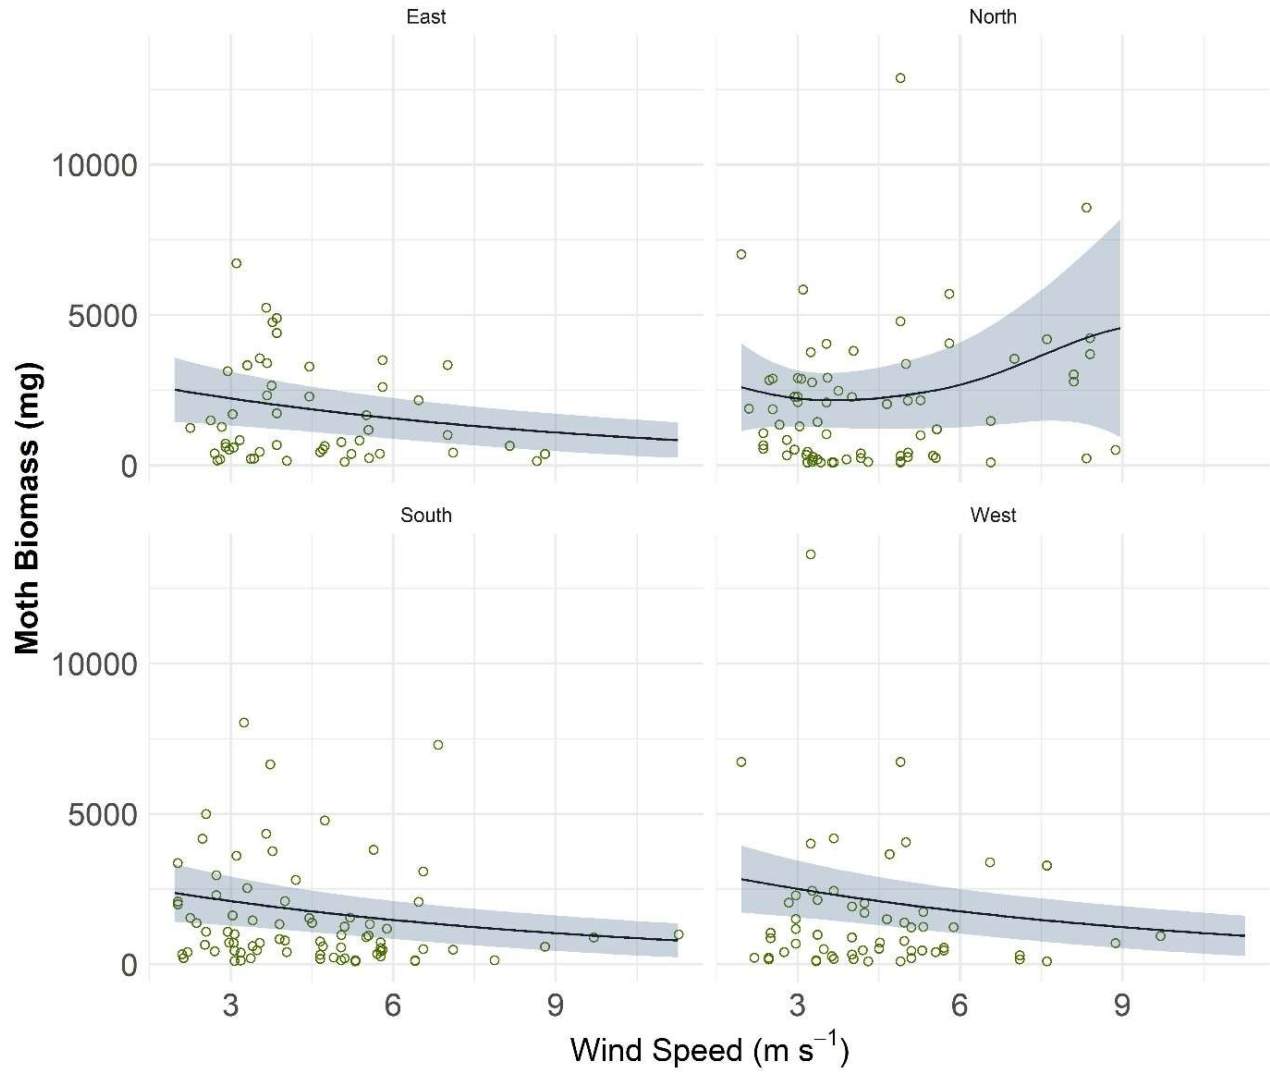 East
North
10000
5000
0
South
West
10000
5000
0
3 6 9
3 6 9
Moth Biomass (mg)
Wind Speed (m s⁻¹)